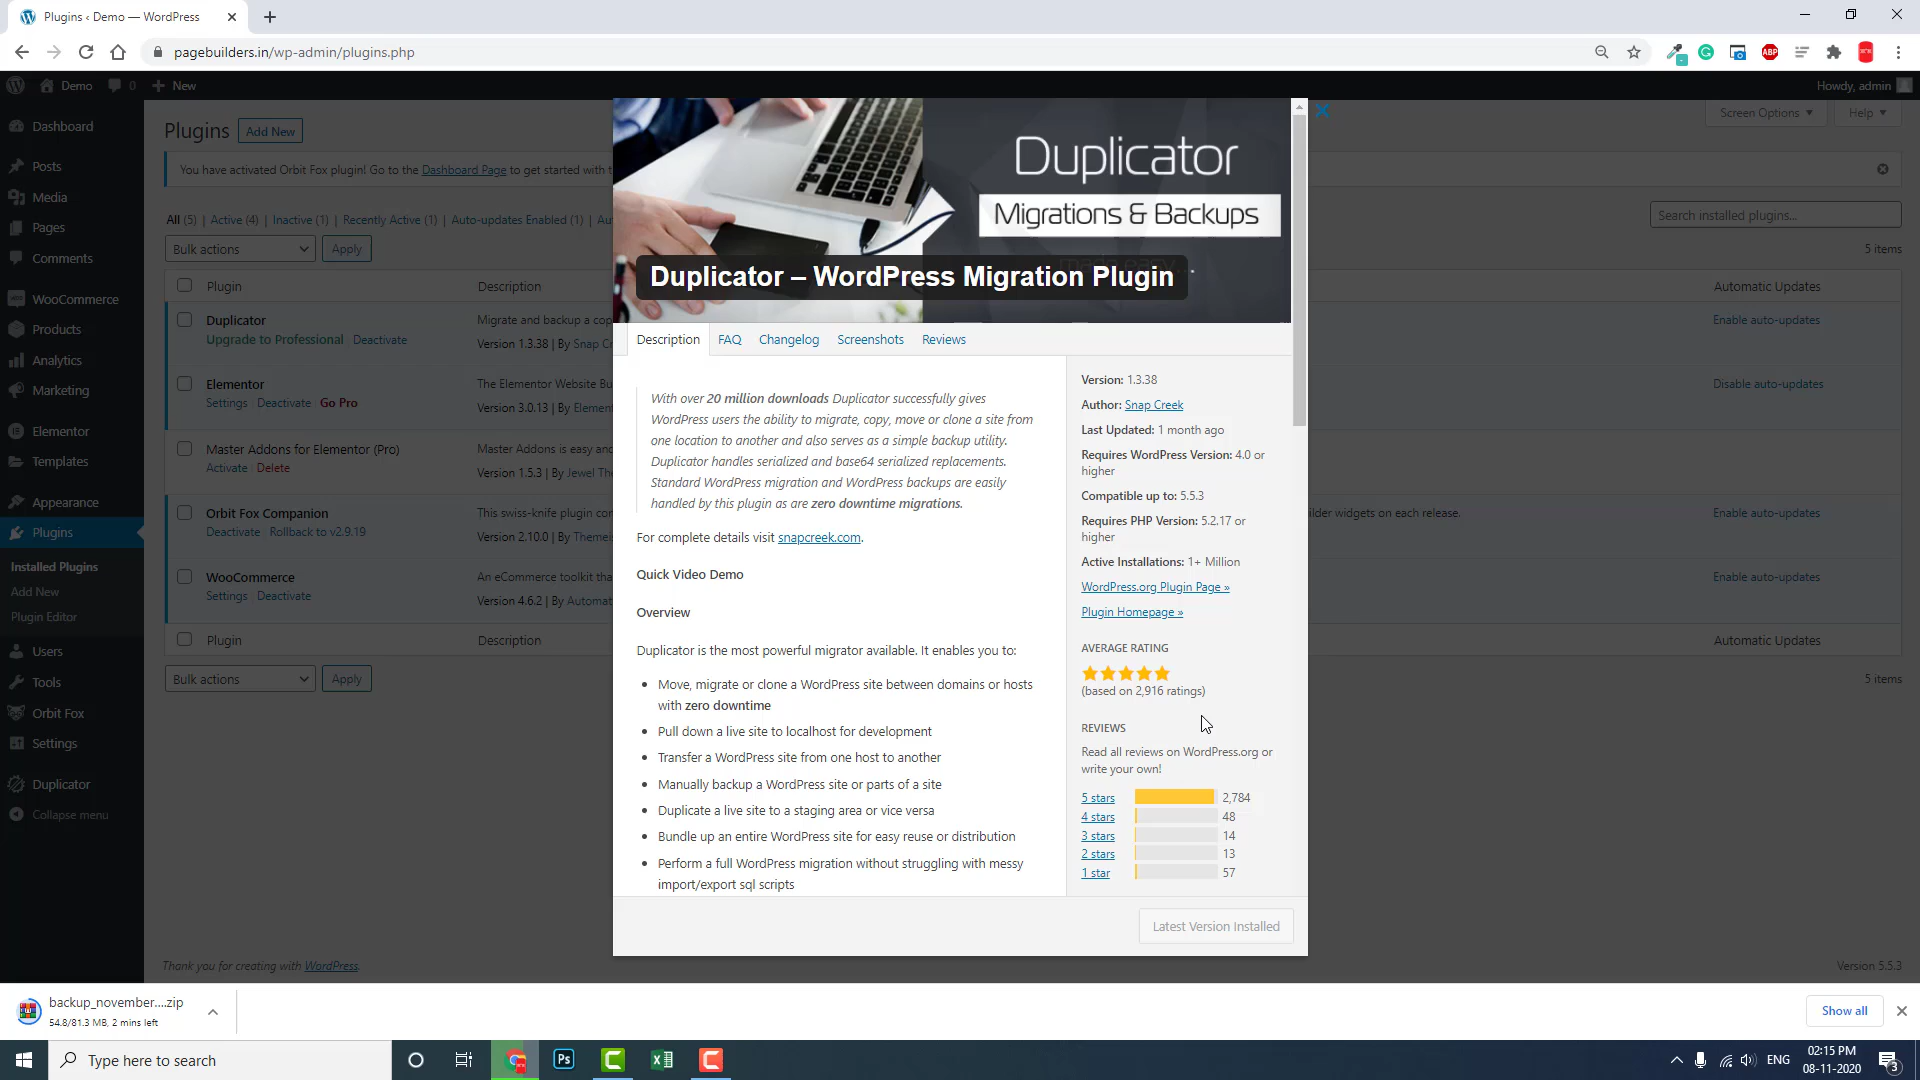 Plugins ‹ Demo — WordPress
pagebuilders.in/wp-admin/plugins.php
ABP
Demo
0
New
Howdy, admin
Dashboard
Posts
Media
Pages
Comments
WooCommerce
Products
Analytics
Marketing
Elementor
Templates
Appearance
Plugins
Installed Plugins
Add New
Plugin Editor
Users
Tools
Orbit Fox
Settings
Duplicator
Collapse menu
Plugins
Add New
Screen Options
Help
You have activated Orbit Fox plugin! Go to the Dashboard Page to get started with
All (5) | Active (4) | Inactive (1) | Recently Active (1) | Auto-updates Enabled (1) |
Search installed plugins...
Bulk actions
Apply
5 items
Plugin
Description
Automatic Updates
Duplicator
Migrate and backup a cop
Enable auto-updates
Upgrade to Professional | Deactivate
Version 1.3.38 | By Snap
Elementor
The Elementor Website Bu
Disable auto-updates
Settings | Deactivate | Go Pro
Version 3.0.13 | By Elemen
Master Addons for Elementor (Pro)
Master Addons is easy and
Activate | Delete
Version 1.5.3 | By Jewel
Orbit Fox Companion
This swiss-knife plugin
ilder widgets on each release.
Enable auto-updates
Deactivate | Rollback to v2.9.19
Version 2.10.0 | By Themeis
WooCommerce
An eCommerce toolkit
Enable auto-updates
Settings | Deactivate
Version 4.6.2 | By Automat
Plugin
Description
Automatic Updates
Bulk actions
Apply
5 items
Thank you for creating with WordPress.
Version 5.5.3
Duplicator
Migrations & Backups
made easy...
Duplicator – WordPress Migration Plugin
Description
FAQ
Changelog
Screenshots
Reviews
With over 20 million downloads Duplicator successfully gives
WordPress users the ability to migrate, copy, move or clone a site from
one location to another and also serves as a simple backup utility.
Duplicator handles serialized and base64 serialized replacements.
Standard WordPress migration and WordPress backups are easily
handled by this plugin as are zero downtime migrations.
For complete details visit snapcreek.com.
Quick Video Demo
Overview
Duplicator is the most powerful migrator available. It enables you to:
• Move, migrate or clone a WordPress site between domains or hosts
with zero downtime
• Pull down a live site to localhost for development
• Transfer a WordPress site from one host to another
• Manually backup a WordPress site or parts of a site
• Duplicate a live site to a staging area or vice versa
• Bundle up an entire WordPress site for easy reuse or distribution
• Perform a full WordPress migration without struggling with messy
import/export sql scripts
Version: 1.3.38
Author: Snap Creek
Last Updated: 1 month ago
Requires WordPress Version: 4.0 or
higher
Compatible up to: 5.5.3
Requires PHP Version: 5.2.17 or
higher
Active Installations: 1+ Million
WordPress.org Plugin Page »
Plugin Homepage »
AVERAGE RATING
(based on 2,916 ratings)
REVIEWS
Read all reviews on WordPress.org or
write your own!
5 stars 2,784
4 stars 48
3 stars 14
2 stars 13
1 star 57
Latest Version Installed
backup_november....zip
54.8/81.3 MB, 2 mins left
Show all
Type here to search
Ps
ENG
02:15 PM
08-11-2020
3